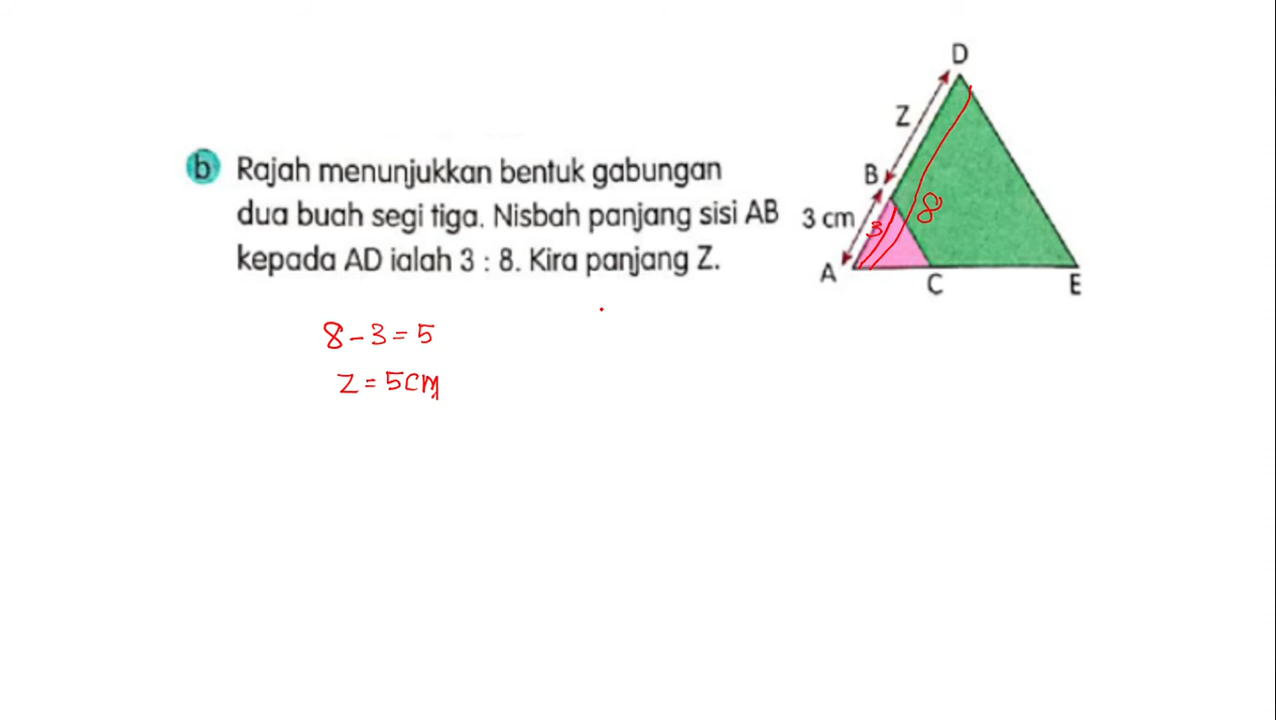 b Rajah menunjukkan bentuk gabungan
dua buah segi tiga. Nisbah panjang sisi AB
kepada AD ialah 3 : 8. Kira panjang Z.
D
Z
B
8
3 cm
3
A
C
E
8 - 3 = 5
Z = 5cm